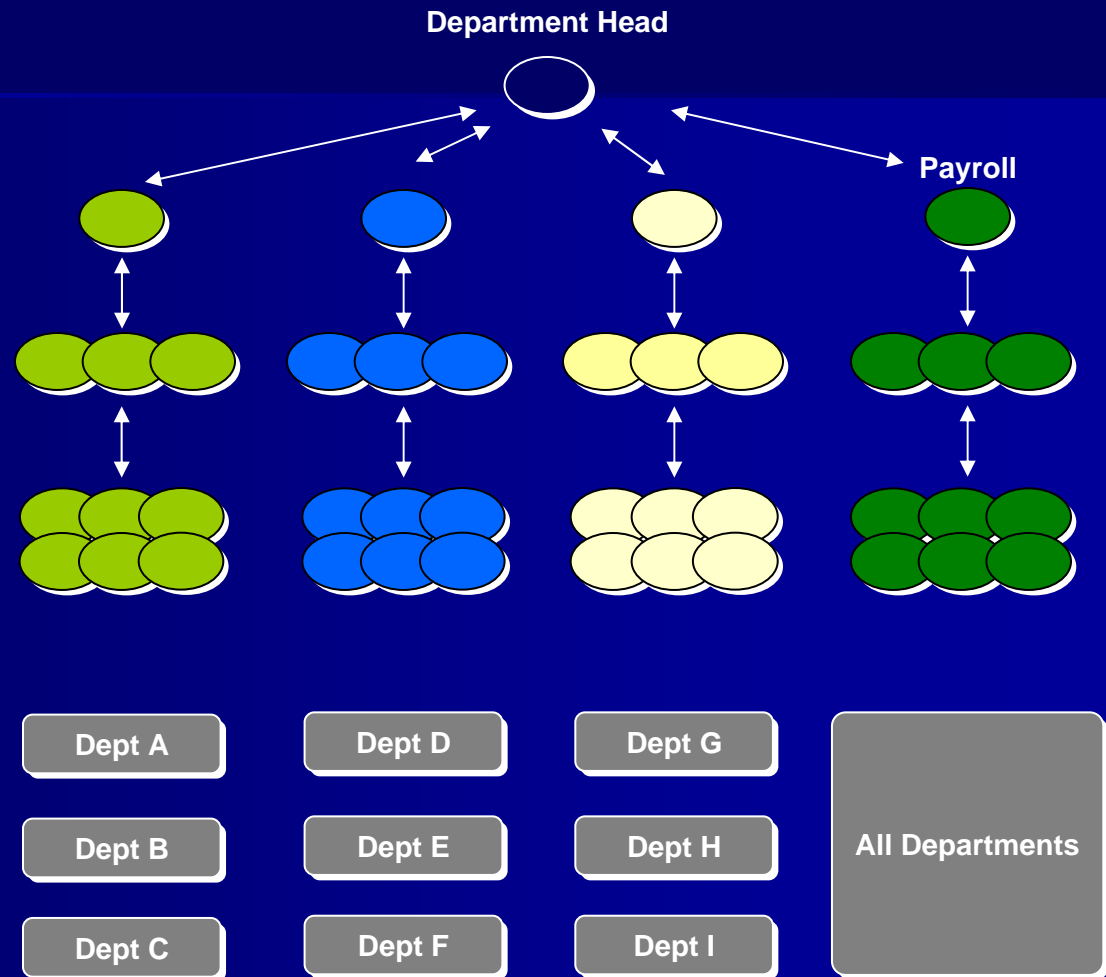 Department Head
Payroll
Dept A
Dept D
Dept G
Dept B
Dept E
Dept H
All Departments
Dept C
Dept F
Dept I